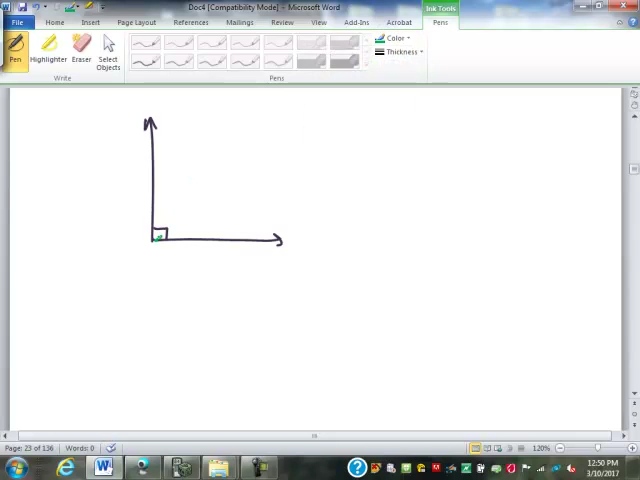 Doc4 [Compatibility Mode] - Microsoft Word
Ink Tools
File Home Insert Page Layout References Mailings Review View Add-Ins Acrobat Pens
Pen Highlighter Eraser Select Objects
Color
Thickness
Write Pens
Page: 23 of 136 Words: 0 120%
12:50 PM
3/10/2017